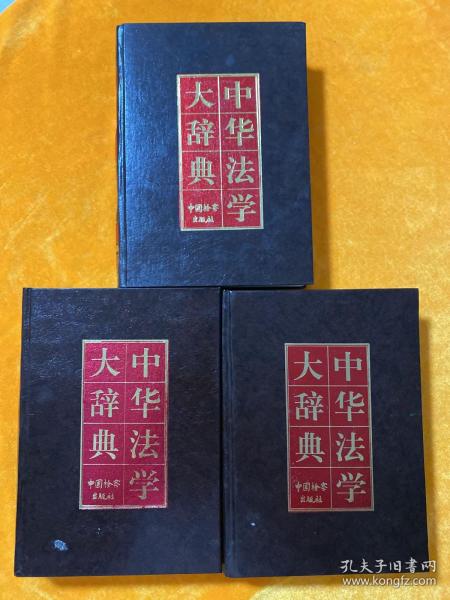 中华法学
大辞典
中国检察
出版社
中华法学
大辞典
中国检察
出版社
中华法学
大辞典
中国检察
出版社
孔夫子旧书网
www.kongfz.com